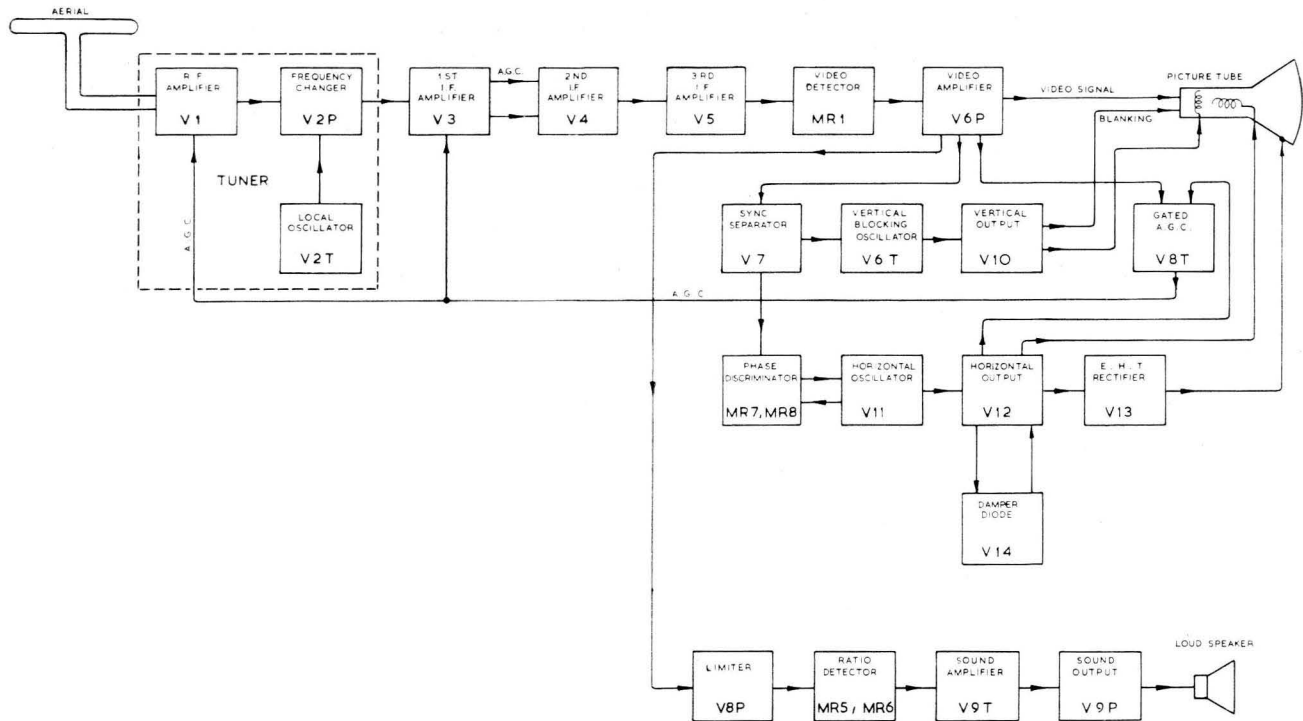 AERIAL
R F
AMPLIFIER
V1
FREQUENCY
CHANGER
V2P
1ST
I.F.
AMPLIFIER
V3
A.G.C.
2ND
I.F
AMPLIFIER
V4
3RD
I F
AMPLIFIER
V5
VIDEO
DETECTOR
MR1
VIDEO
AMPLIFIER
V6P
VIDEO SIGNAL
BLANKING
PICTURE TUBE
TUNER
LOCAL
OSCILLATOR
V2T
A.G.C
SYNC
SEPARATOR
V7
VERTICAL
BLOCKING
OSCILLATOR
V6T
VERTICAL
OUTPUT
V10
GATED
A.G.C.
V8T
A.G.C
PHASE
DISCRIMINATOR
MR7, MR8
HORIZONTAL
OSCILLATOR
V11
HORIZONTAL
OUTPUT
V12
E.H.T
RECTIFIER
V13
DAMPER
DIODE
V14
LIMITER
V8P
RATIO
DETECTOR
MR5, MR6
SOUND
AMPLIFIER
V9T
SOUND
OUTPUT
V9P
LOUD SPEAKER